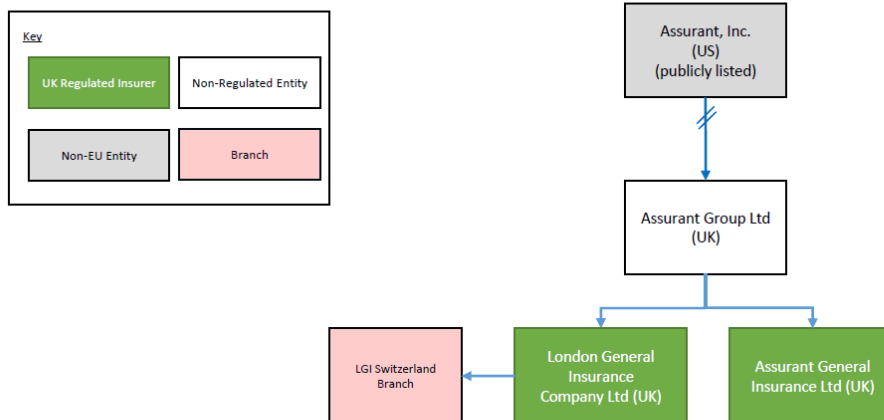 Key
UK Regulated Insurer
Non-Regulated Entity
Non-EU Entity
Branch
Assurant, Inc.
(US)
(publicly listed)
Assurant Group Ltd
(UK)
LGI Switzerland
Branch
London General
Insurance
Company Ltd (UK)
Assurant General
Insurance Ltd (UK)